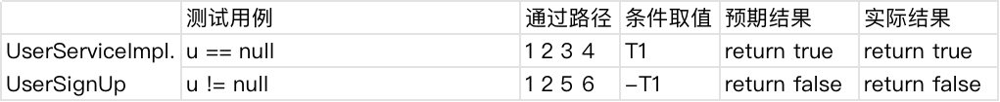 测试用例 通过路径 条件取值 预期结果 实际结果
UserServiceImpl. u == null 1 2 3 4 T1 return true return true
UserSignUp u != null 1 2 5 6 –T1 return false return false